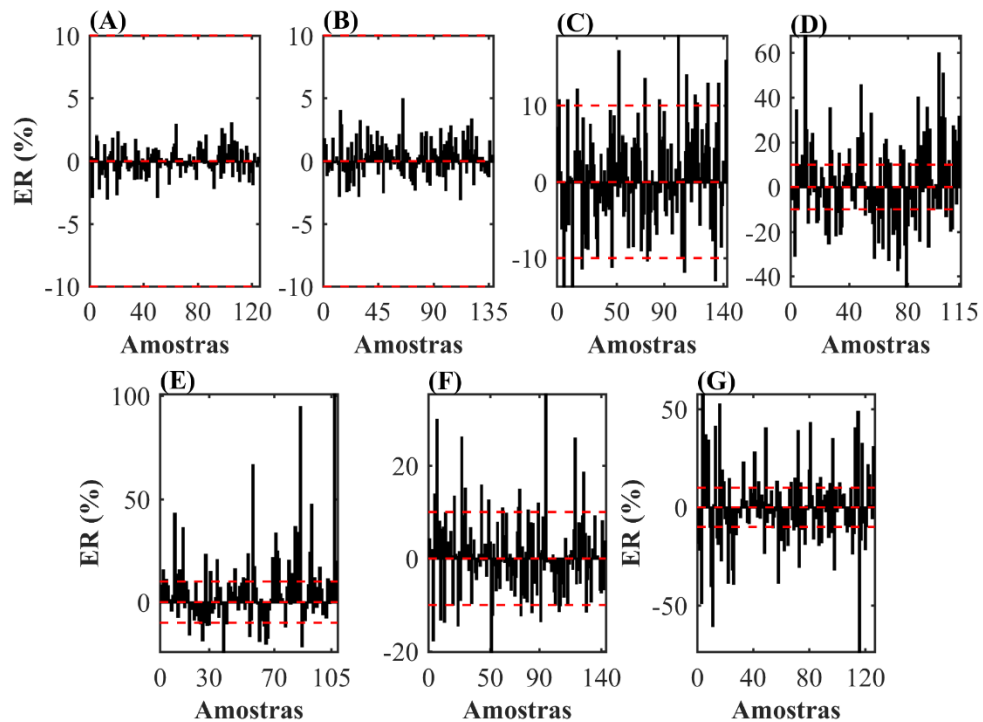 (A)
10
5
0
-5
-10
ER (%)
0 40 80 120
Amostras
(B)
10
5
0
-5
-10
0 45 90 135
Amostras
(C)
10
0
-10
0 50 90 140
Amostras
(D)
60
40
20
0
-20
-40
0 40 80 115
Amostras
(E)
100
50
0
ER (%)
0 30 70 105
Amostras
(F)
20
0
-20
0 50 90 140
Amostras
(G)
50
0
-50
ER (%)
0 40 80 120
Amostras